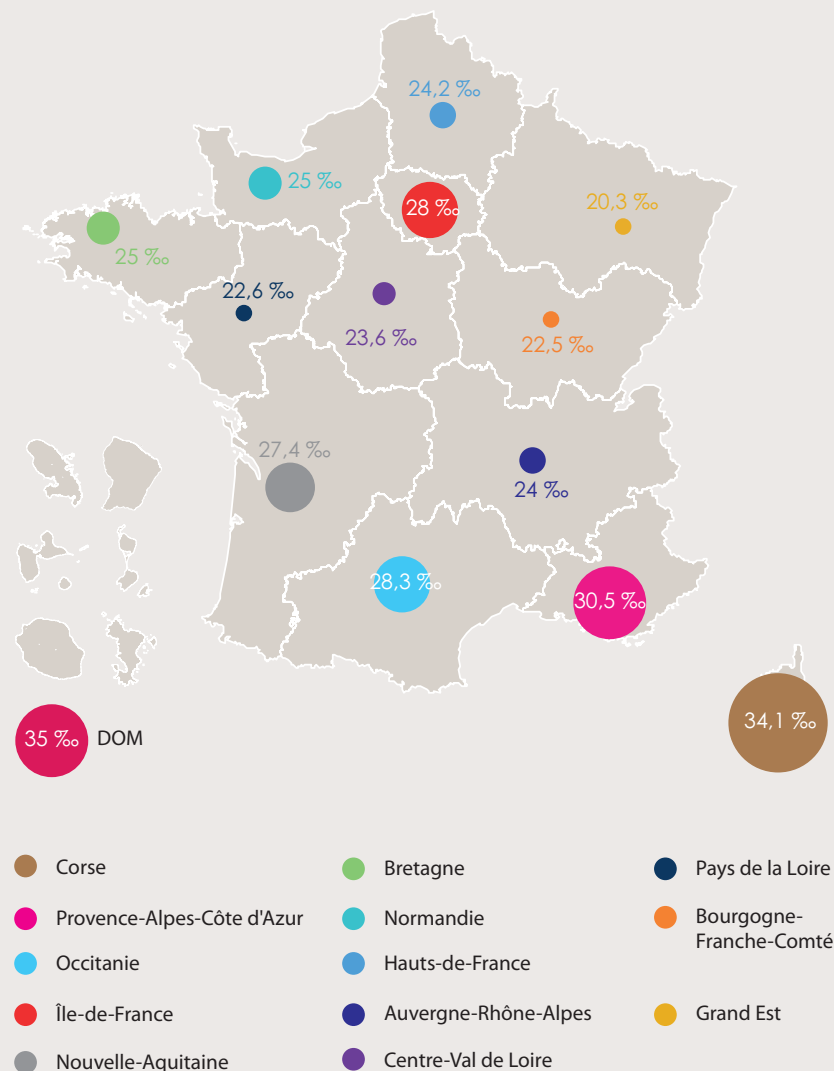 24,2 ‰
25 ‰
28 ‰
20,3 ‰
25 ‰
22,6 ‰
23,6 ‰
22,5 ‰
27,4 ‰
24 ‰
28,3 ‰
30,5 ‰
35 ‰ DOM
34,1 ‰
Corse
Provence-Alpes-Côte d'Azur
Occitanie
Île-de-France
Nouvelle-Aquitaine
Bretagne
Normandie
Hauts-de-France
Auvergne-Rhône-Alpes
Centre-Val de Loire
Pays de la Loire
Bourgogne-
Franche-Comté
Grand Est